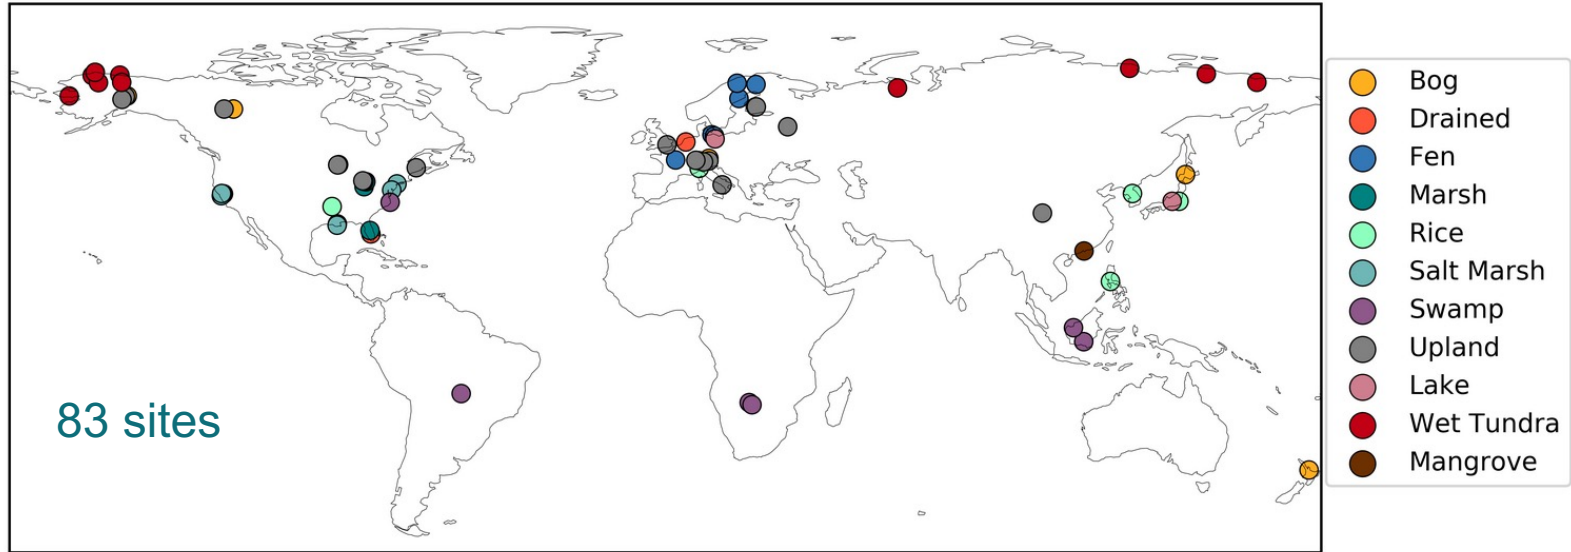 83 sites
Bog
Drained
Fen
Marsh
Rice
Salt Marsh
Swamp
Upland
Lake
Wet Tundra
Mangrove